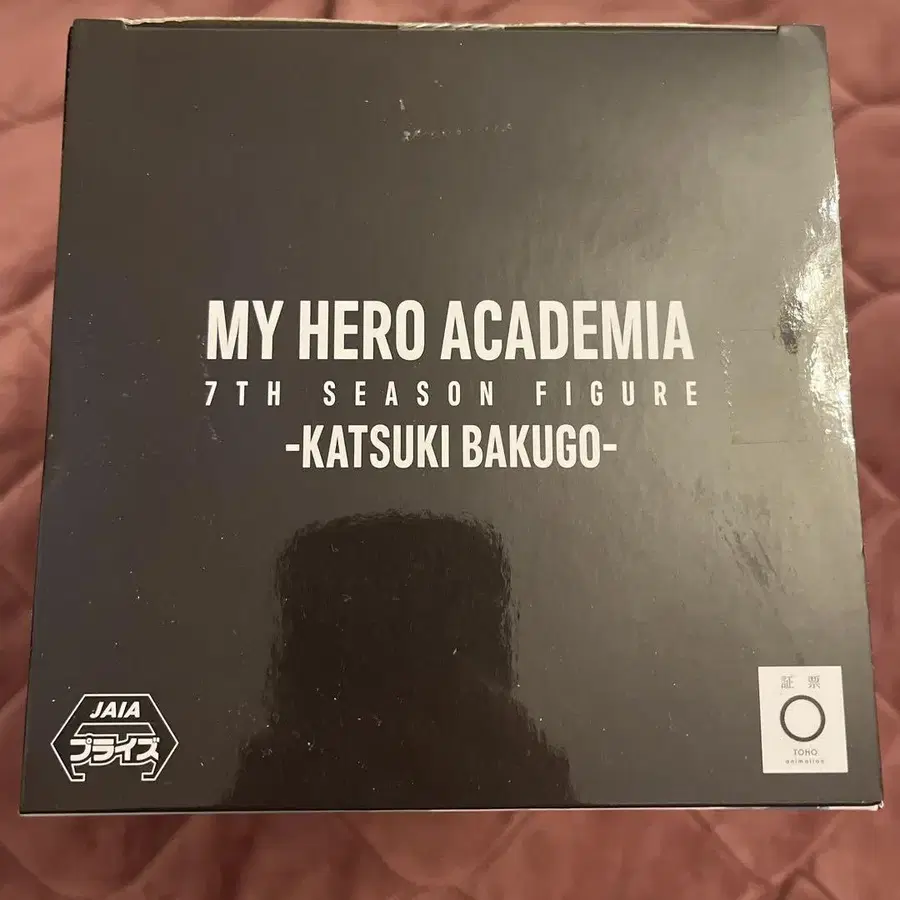 MY HERO ACADEMIA
7TH SEASON FIGURE
-KATSUKI BAKUGO-
JAIA
プライズ
証 票
TOHO
animation